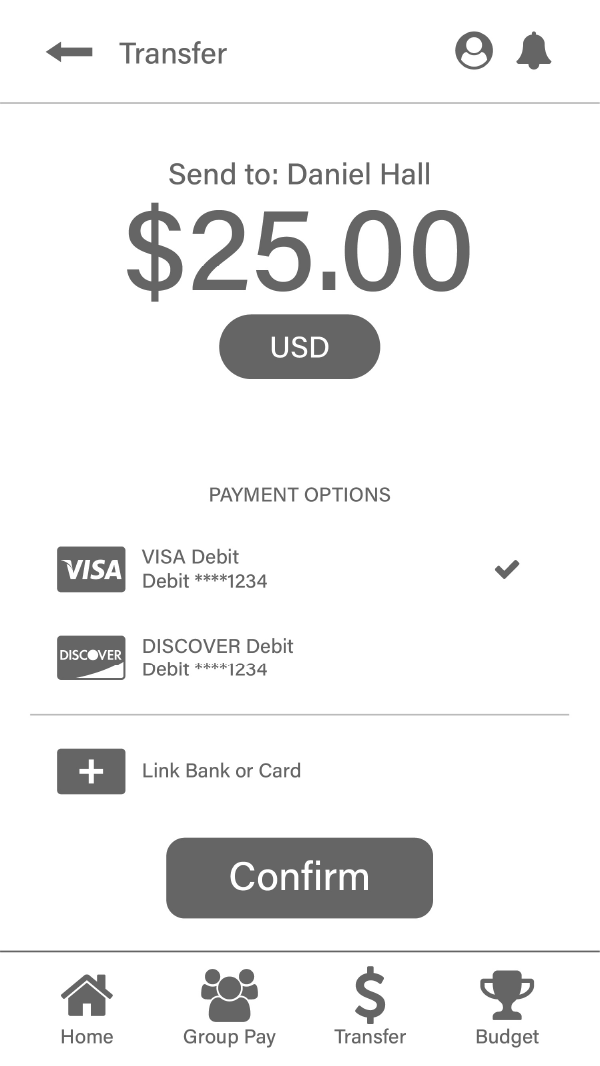 Transfer
Send to: Daniel Hall
$25.00
USD
PAYMENT OPTIONS
VISA
VISA Debit
Debit ****1234
DISCOVER
DISCOVER Debit
Debit ****1234
Link Bank or Card
Confirm
Home
Group Pay
Transfer
Budget